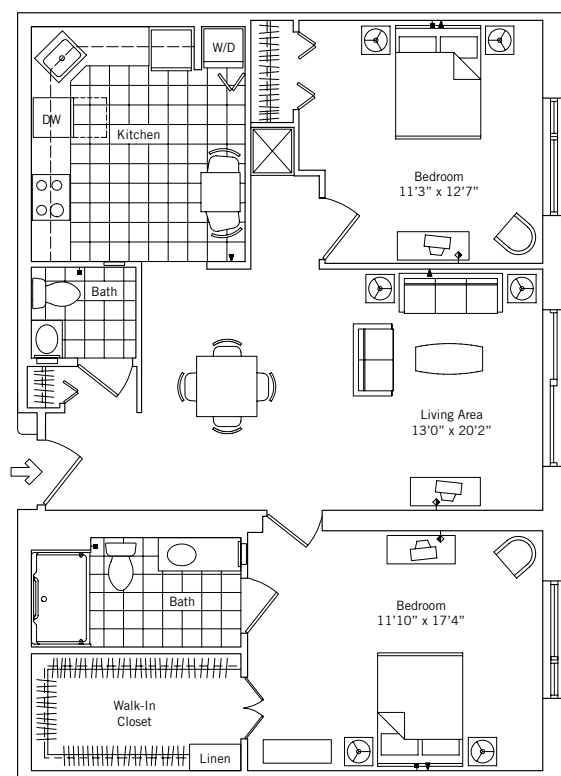 W/D
DW
Kitchen
Bedroom
11’3” x 12’7”
Bath
Living Area
13’0” x 20’2”
Bath
Bedroom
11’10” x 17’4”
Walk-In
Closet
Linen